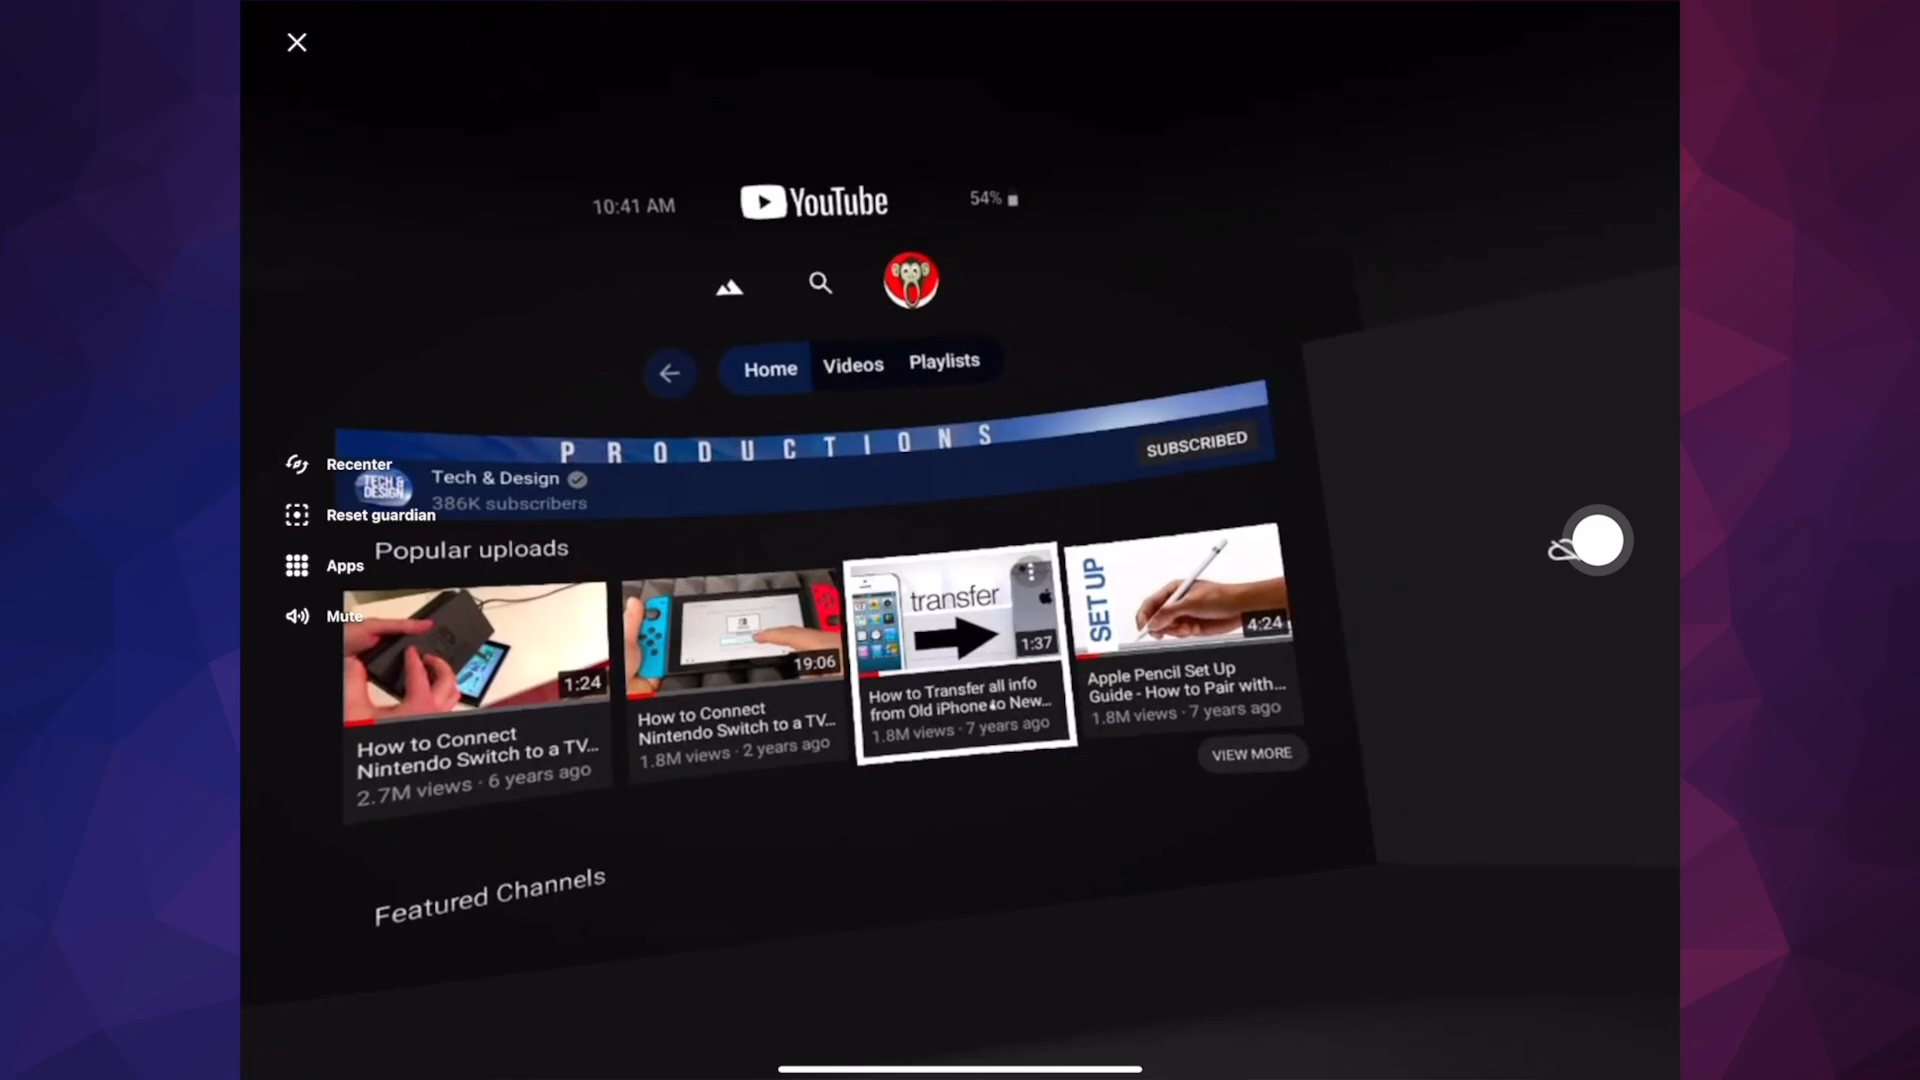 10:41 AM
YouTube
54%
Home
Videos
Playlists
PRODUCTIONS
SUBSCRIBED
Recenter
TECH &
DESIGN
Tech & Design
386K subscribers
Reset guardian
Popular uploads
Apps
Mute
1:24
How to Connect
Nintendo Switch to a TV...
2.7M views · 6 years ago
19:06
How to Connect
Nintendo Switch to a TV...
1.8M views · 2 years ago
transfer
1:37
How to Transfer all info
from Old iPhone to New...
1.8M views · 7 years ago
SET UP
4:24
Apple Pencil Set Up
Guide - How to Pair with...
1.8M views · 7 years ago
VIEW MORE
Featured Channels